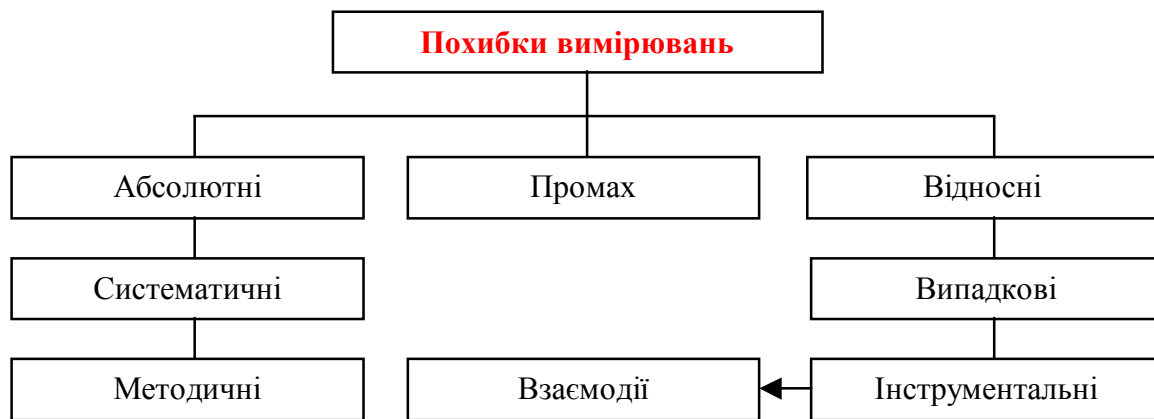 Похибки вимірювань
Абсолютні
Промах
Відносні
Систематичні
Випадкові
Методичні
Взаємодії
Інструментальні